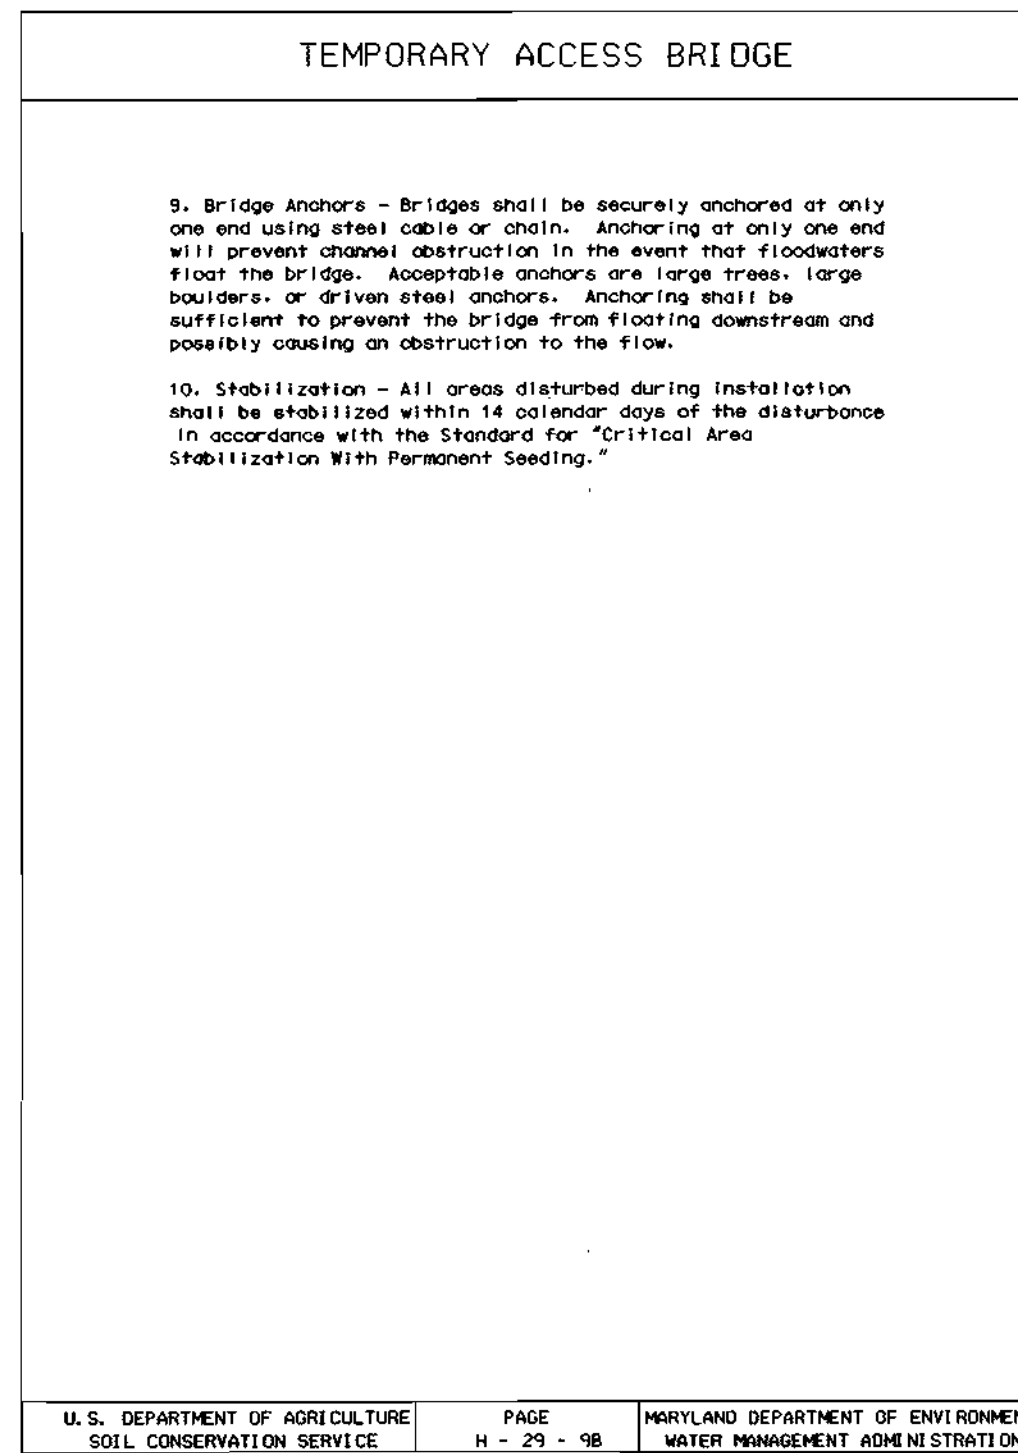 TEMPORARY ACCESS BRIDGE
9. Bridge Anchors - Bridges shall be securely anchored at only
one end using steel cable or chain. Anchoring at only one end
will prevent channel obstruction in the event that floodwaters
float the bridge. Acceptable anchors are large trees, large
boulders, or driven steel anchors. Anchoring shall be
sufficient to prevent the bridge from floating downstream and
possibly causing an obstruction to the flow.
10. Stabilization - All areas disturbed during installation
shall be stabilized within 14 calendar days of the disturbance
in accordance with the Standard for "Critical Area
Stabilization With Permanent Seeding."
U.S. DEPARTMENT OF AGRICULTURE
SOIL CONSERVATION SERVICE
PAGE
H - 29 - 9B
MARYLAND DEPARTMENT OF ENVIRONMEN
WATER MANAGEMENT ADMINISTRATION